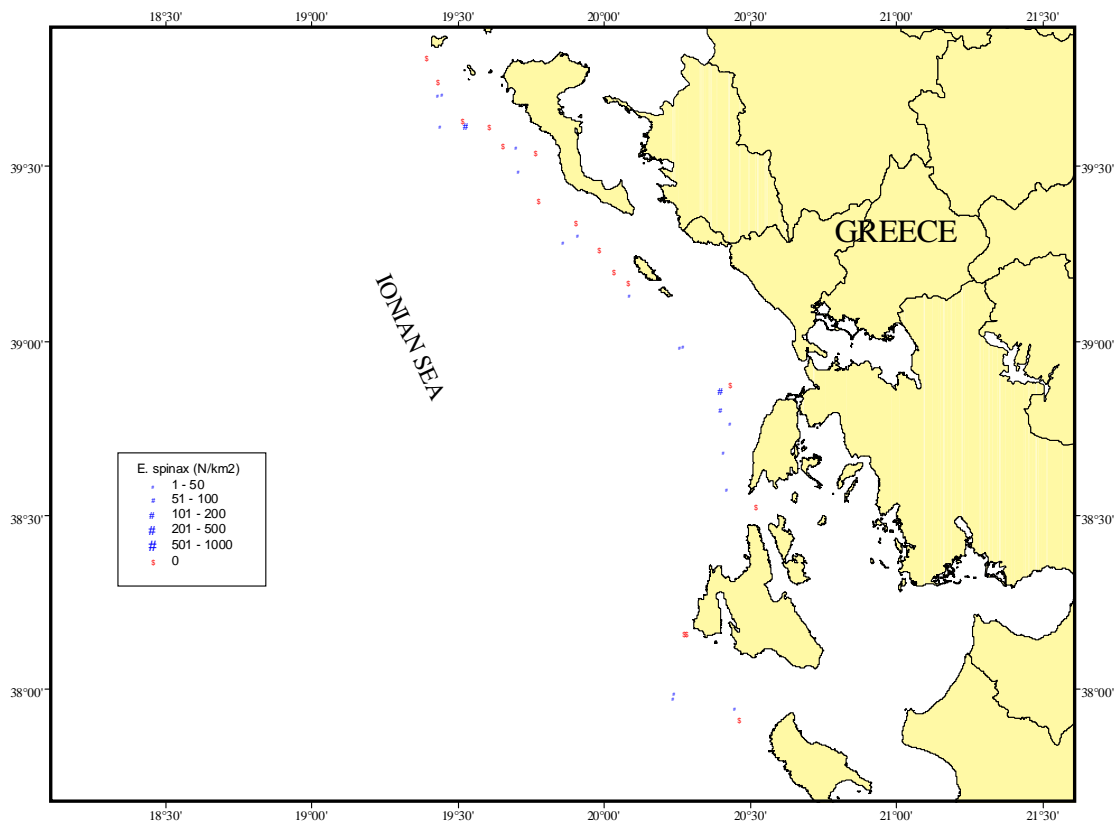 18°30' 19°00' 19°30' 20°00' 20°30' 21°00' 21°30'
39°30' 39°30'
GREECE
IONIAN SEA
39°00' 39°00'
E. spinax (N/km2)
# 1 - 50
# 51 - 100
# 101 - 200
# 201 - 500
# 501 - 1000
$ 0
38°30' 38°30'
38°00' 38°00'
18°30' 19°00' 19°30' 20°00' 20°30' 21°00' 21°30'